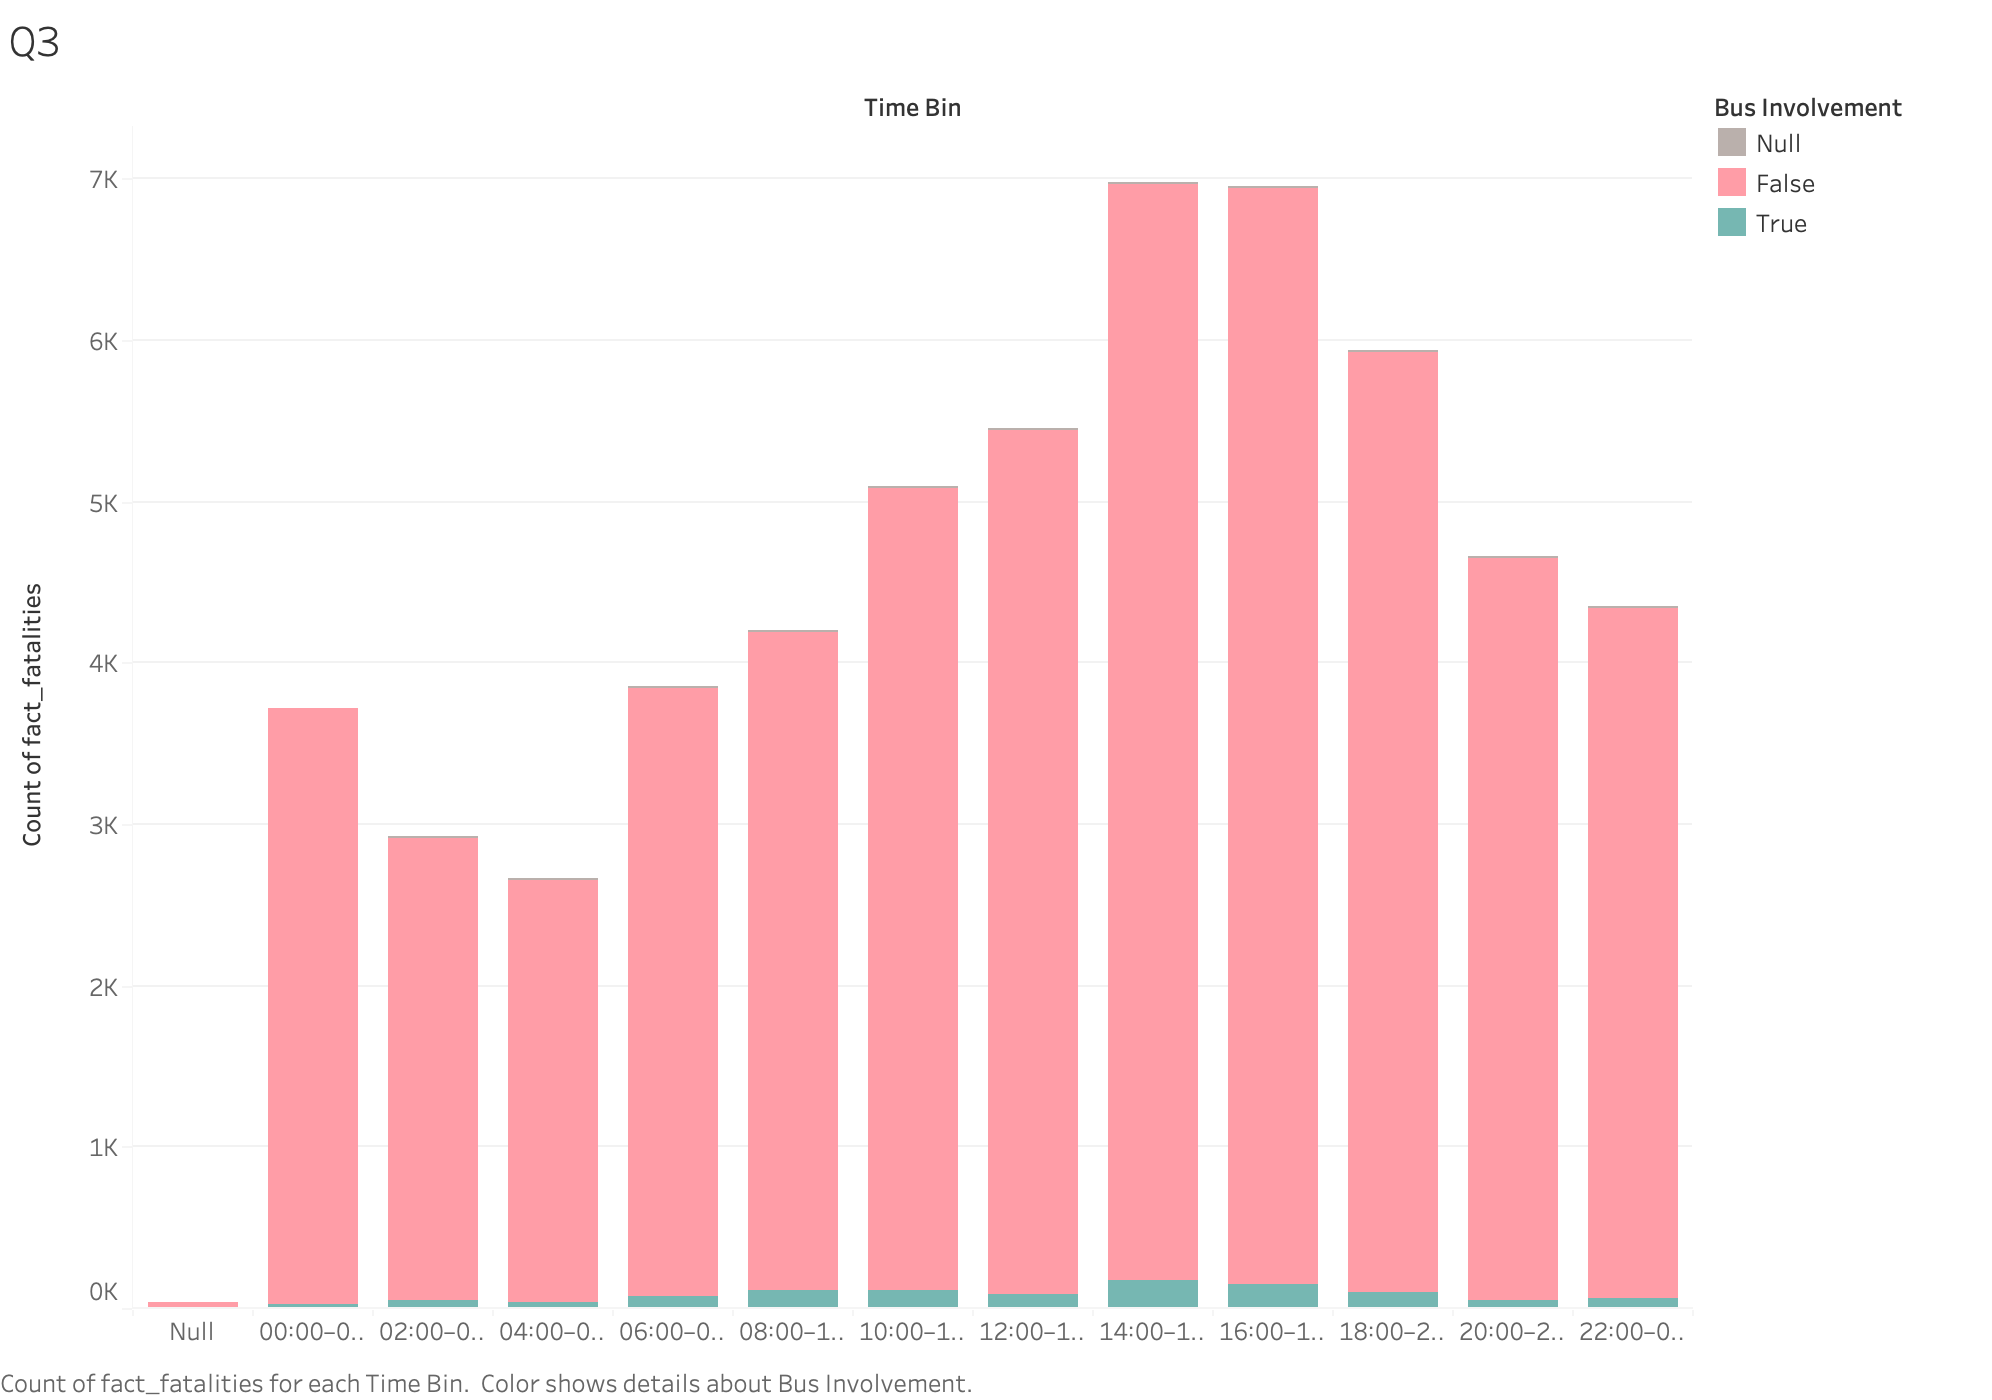 Q3
Time Bin
Bus Involvement
Null
False
True
7K
6K
5K
4K
3K
2K
1K
0K
Count of fact_fatalities
Null 00:00–0.. 02:00–0.. 04:00–0.. 06:00–0.. 08:00–1.. 10:00–1.. 12:00–1.. 14:00–1.. 16:00–1.. 18:00–2.. 20:00–2.. 22:00–0..
Count of fact_fatalities for each Time Bin.  Color shows details about Bus Involvement.